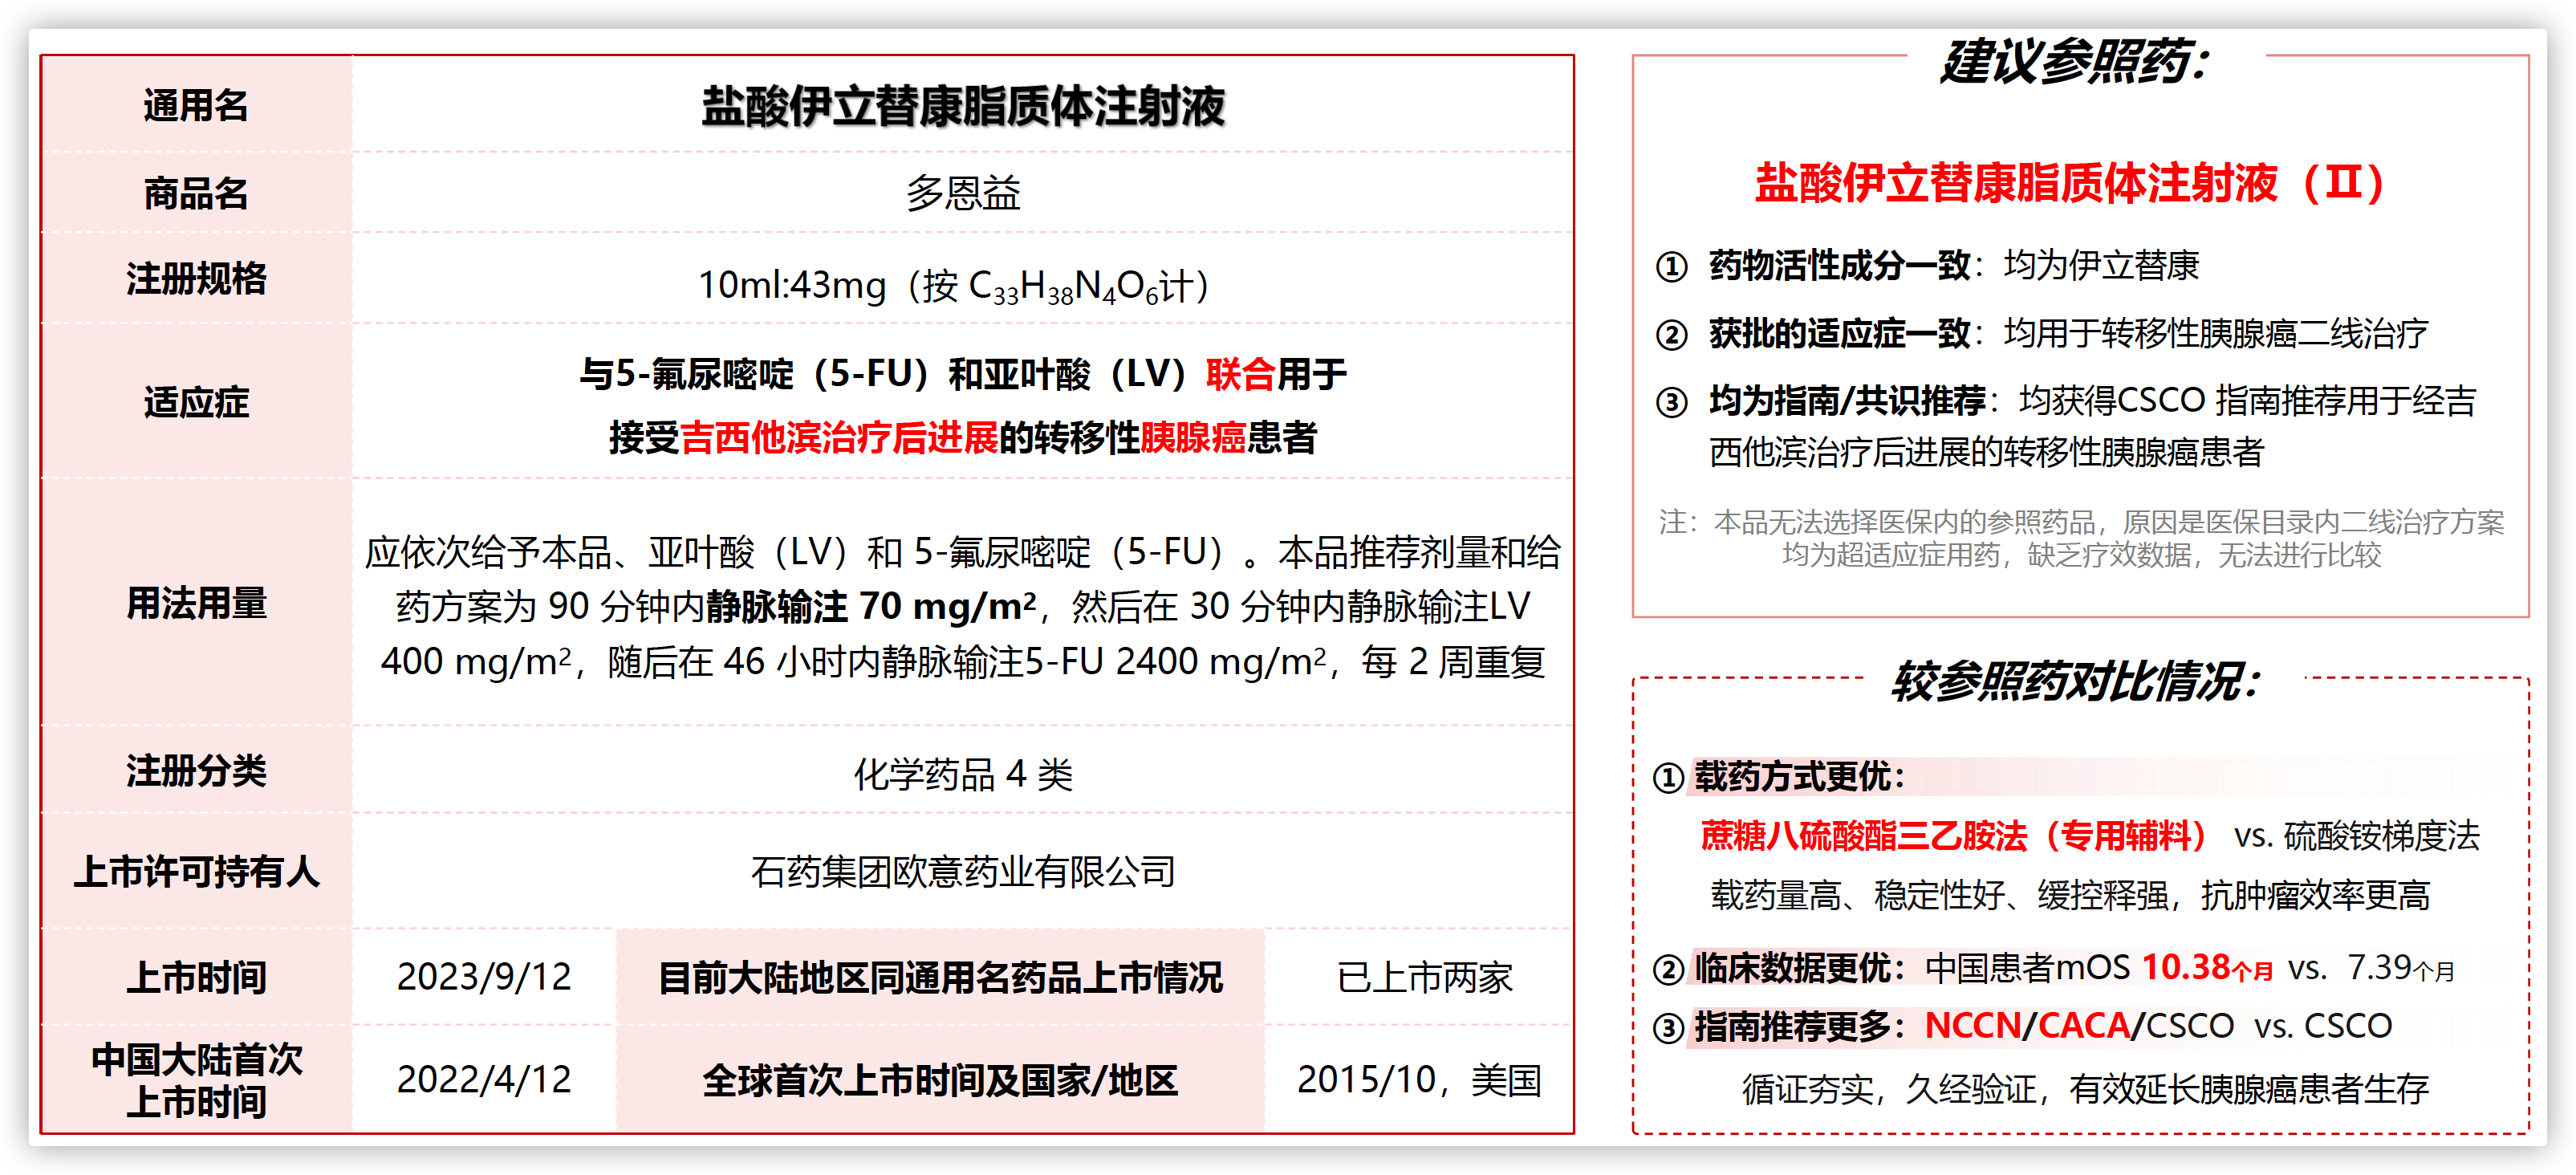 通用名
盐酸伊立替康脂质体注射液
商品名
多恩益
注册规格
10ml:43mg（按 C33H38N4O6计）
适应症
与5-氟尿嘧啶（5-FU）和亚叶酸（LV）联合用于
接受吉西他滨治疗后进展的转移性胰腺癌患者
用法用量
应依次给予本品、亚叶酸（LV）和 5-氟尿嘧啶（5-FU）。本品推荐剂量和给
药方案为 90 分钟内静脉输注 70 mg/m²，然后在 30 分钟内静脉输注LV
400 mg/m²，随后在 46 小时内静脉输注5-FU 2400 mg/m²，每 2 周重复
注册分类
化学药品 4 类
上市许可持有人
石药集团欧意药业有限公司
上市时间
2023/9/12
目前大陆地区同通用名药品上市情况
已上市两家
中国大陆首次
上市时间
2022/4/12
全球首次上市时间及国家/地区
2015/10，美国
建议参照药：
盐酸伊立替康脂质体注射液（II）
① 药物活性成分一致：均为伊立替康
② 获批的适应症一致：均用于转移性胰腺癌二线治疗
③ 均为指南/共识推荐：均获得CSCO 指南推荐用于经吉
西他滨治疗后进展的转移性胰腺癌患者
注：本品无法选择医保内的参照药品，原因是医保目录内二线治疗方案
均为超适应症用药，缺乏疗效数据，无法进行比较
较参照药对比情况：
① 载药方式更优：
蔗糖八硫酸酯三乙胺法（专用辅料） vs. 硫酸铵梯度法
载药量高、稳定性好、缓控释强，抗肿瘤效率更高
② 临床数据更优：中国患者mOS 10.38个月 vs. 7.39个月
③ 指南推荐更多：NCCN/CACA/CSCO vs. CSCO
循证夯实，久经验证，有效延长胰腺癌患者生存